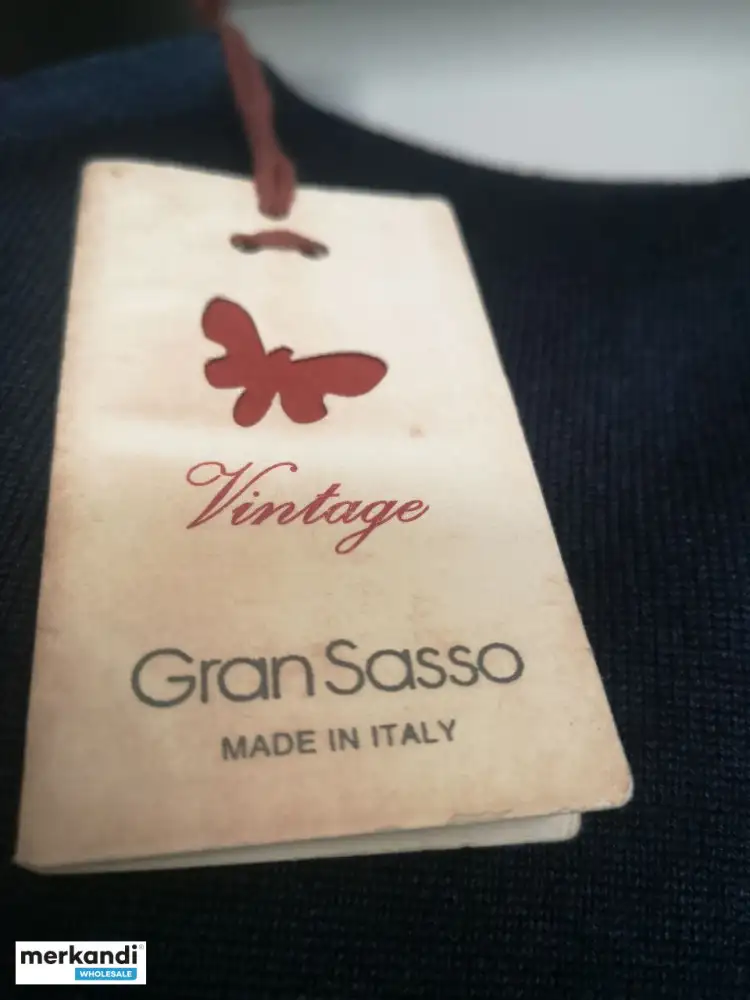 Vintage
Gran Sasso
MADE IN ITALY
merkandi®
WHOLESALE